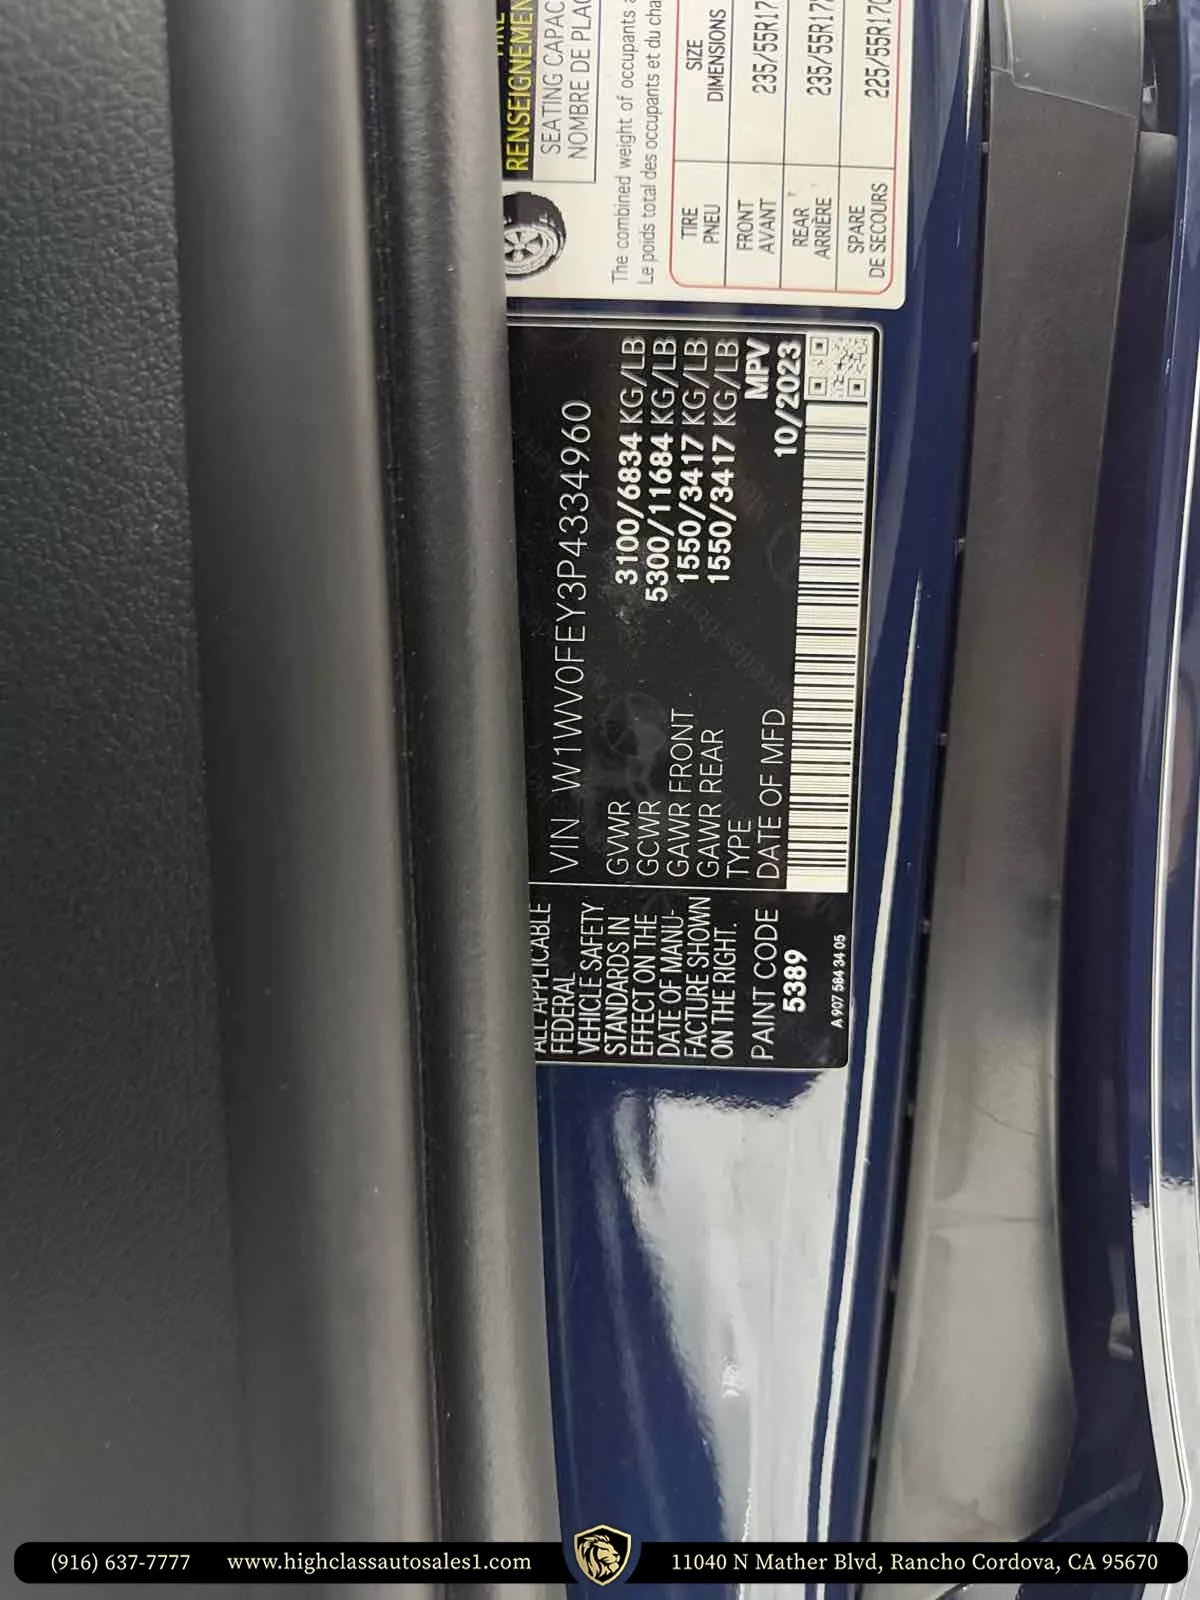 RENSEIGNEMEN
SEATING CAPAC
NOMBRE DE PLAC
The combined weight of occupants a
Le poids total des occupants et du cha
TIRE SIZE
PNEU DIMENSIONS
FRONT 235/55R17
AVANT
REAR 235/55R17
ARRIÈRE
SPARE 225/55R17
DE SECOURS
ALL APPLICABLE
FEDERAL
VEHICLE SAFETY
STANDARDS IN
EFFECT ON THE
DATE OF MANU-
FACTURE SHOWN
ON THE RIGHT.
PAINT CODE
5389
A 907 584 34 05
VIN W1WV0FEY3P4334960
GVWR 3100/6834 KG/LB
GCWR 5300/11684 KG/LB
GAWR FRONT 1550/3417 KG/LB
GAWR REAR 1550/3417 KG/LB
TYPE MPV
DATE OF MFD 10/2023
(916) 637-7777 www.highclassautosales1.com 11040 N Mather Blvd, Rancho Cordova, CA 95670